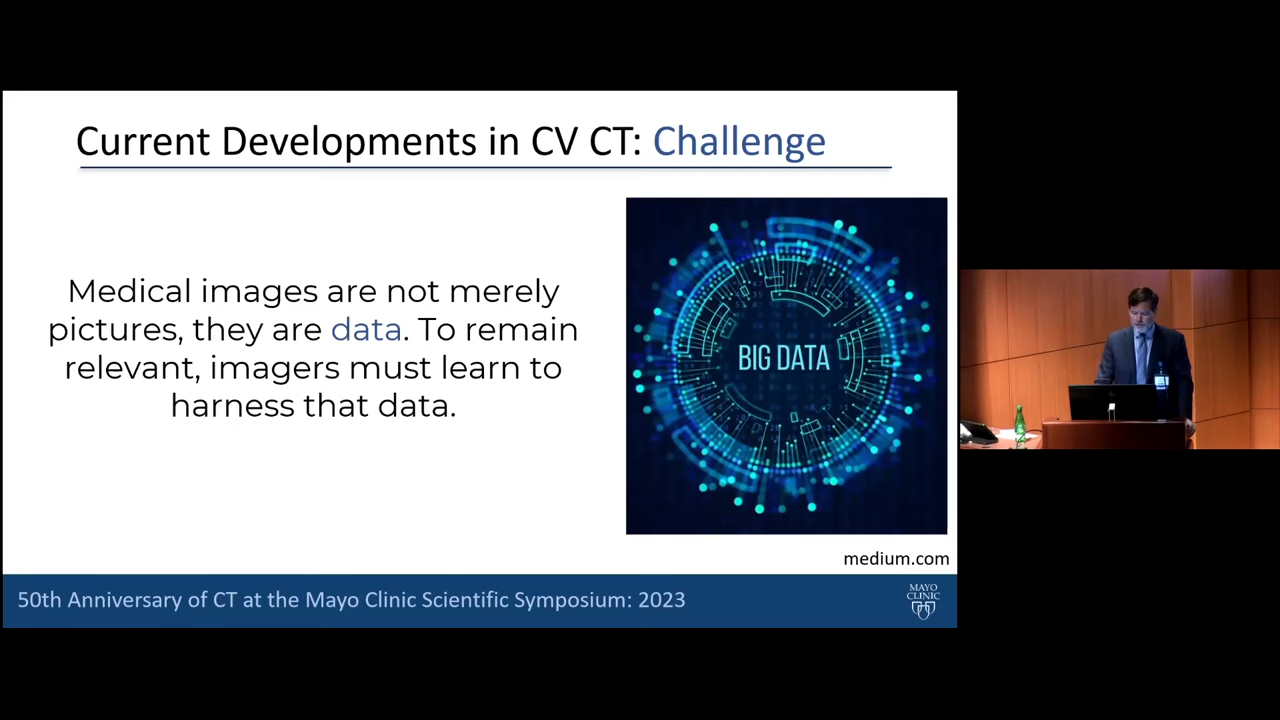 Current Developments in CV CT: Challenge
Medical images are not merely
pictures, they are data. To remain
relevant, imagers must learn to
harness that data.
BIG DATA
medium.com
50th Anniversary of CT at the Mayo Clinic Scientific Symposium: 2023
MAYO
CLINIC